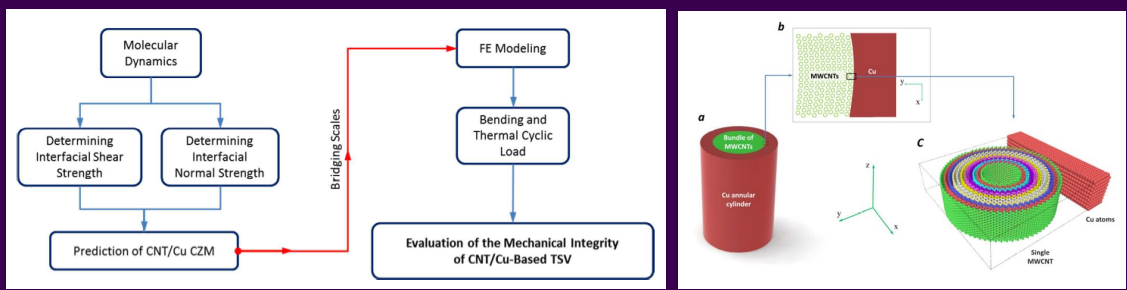 Molecular
Dynamics
Determining
Interfacial Shear
Strength
Determining
Interfacial
Normal Strength
Prediction of CNT/Cu CZM
Bridging Scales
FE Modeling
Bending and
Thermal Cyclic
Load
Evaluation of the Mechanical Integrity
of CNT/Cu-Based TSV
b
MWCNTs
Cu
y
x
a
Bundle of
MWCNTs
Cu annular
cylinder
z
y
x
C
Cu atoms
Single
MWCNT